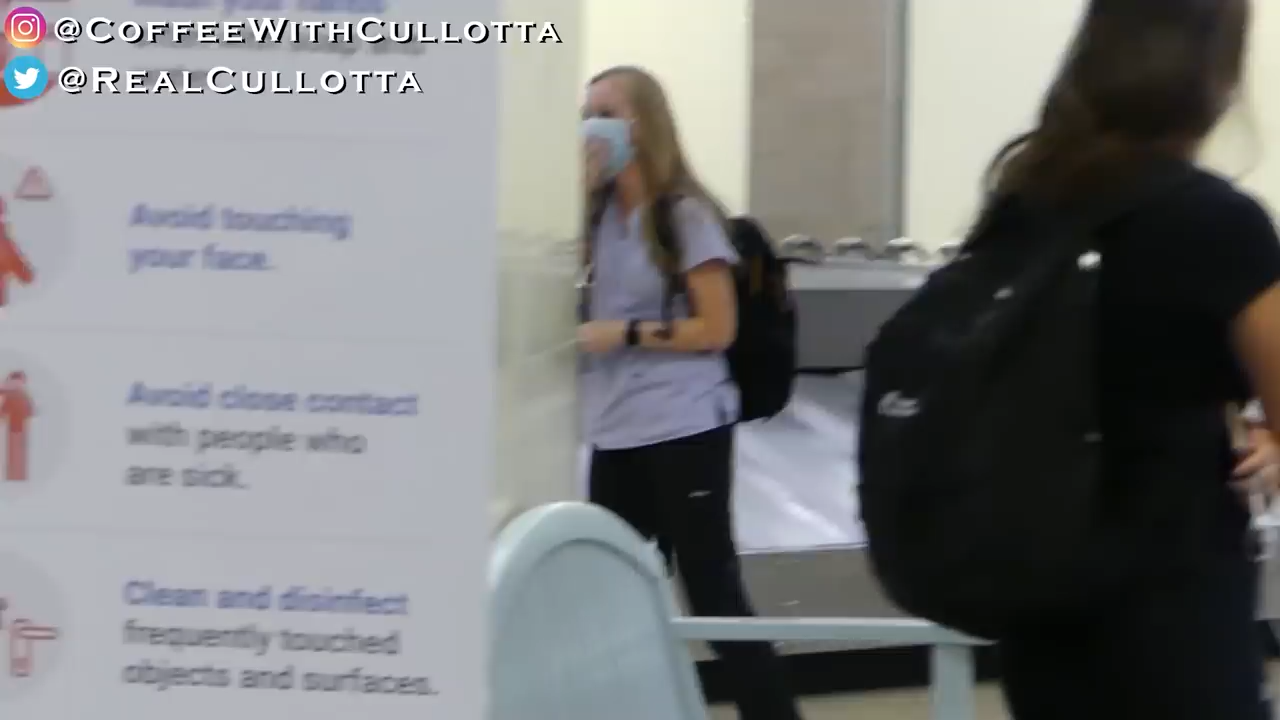 @CoffeeWithCullotta
@RealCullotta
Avoid touching
your face.
Avoid close contact
with people who
are sick.
Clean and disinfect
frequently touched
objects and surfaces.